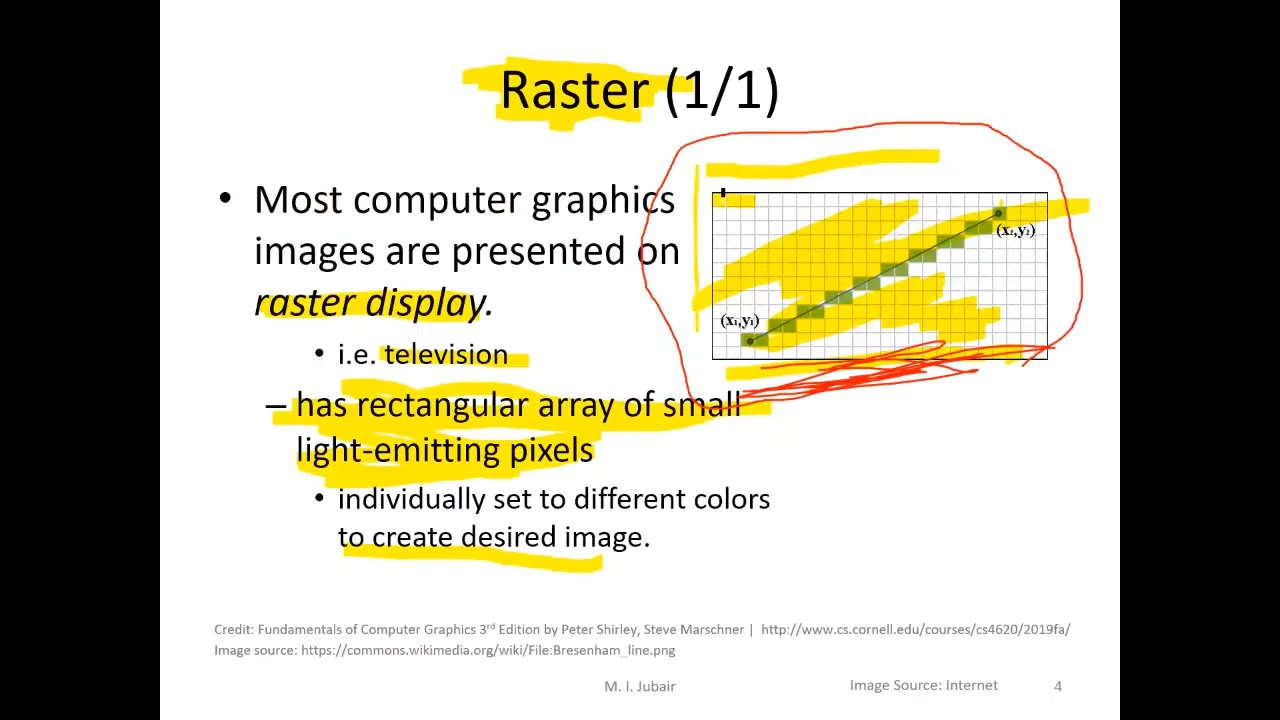 Raster (1/1)
• Most computer graphics
images are presented on
raster display.
• i.e. television
– has rectangular array of small
light-emitting pixels
• individually set to different colors
to create desired image.
(x₂,y₂)
(x₁,y₁)
Credit: Fundamentals of Computer Graphics 3rd Edition by Peter Shirley, Steve Marschner | http://www.cs.cornell.edu/courses/cs4620/2019fa/
Image source: https://commons.wikimedia.org/wiki/File:Bresenham_line.png
M. I. Jubair
Image Source: Internet
4